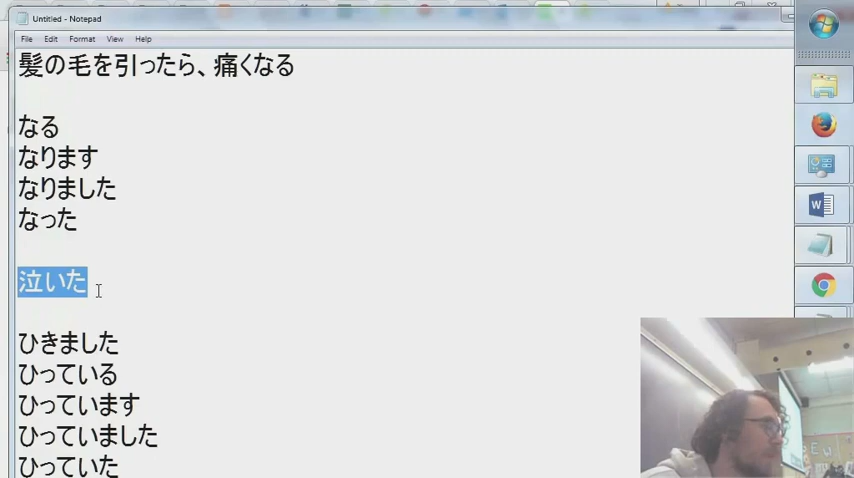 Untitled - Notepad
File Edit Format View Help
髪の毛を引ったら、痛くなる
なる
なります
なりました
なった
泣いた
ひきました
ひっている
ひっています
ひっていました
ひっていた